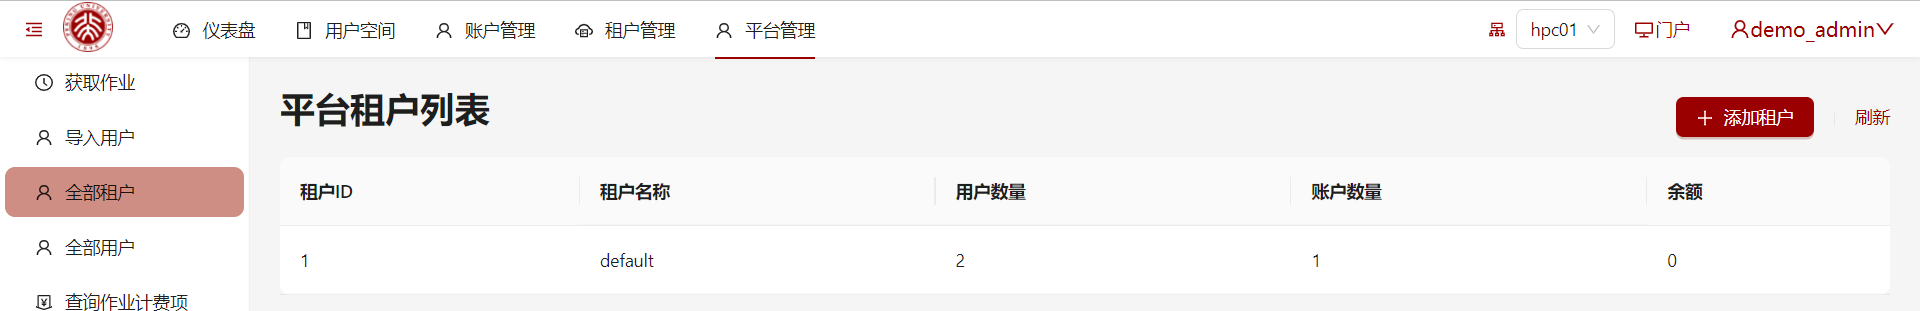 仪表盘 用户空间 账户管理 租户管理 平台管理 hpc01 门户 demo_admin
获取作业
导入用户
全部租户
全部用户
查询作业计费项
平台租户列表
添加租户 刷新
租户ID 租户名称 用户数量 账户数量 余额
1 default 2 1 0